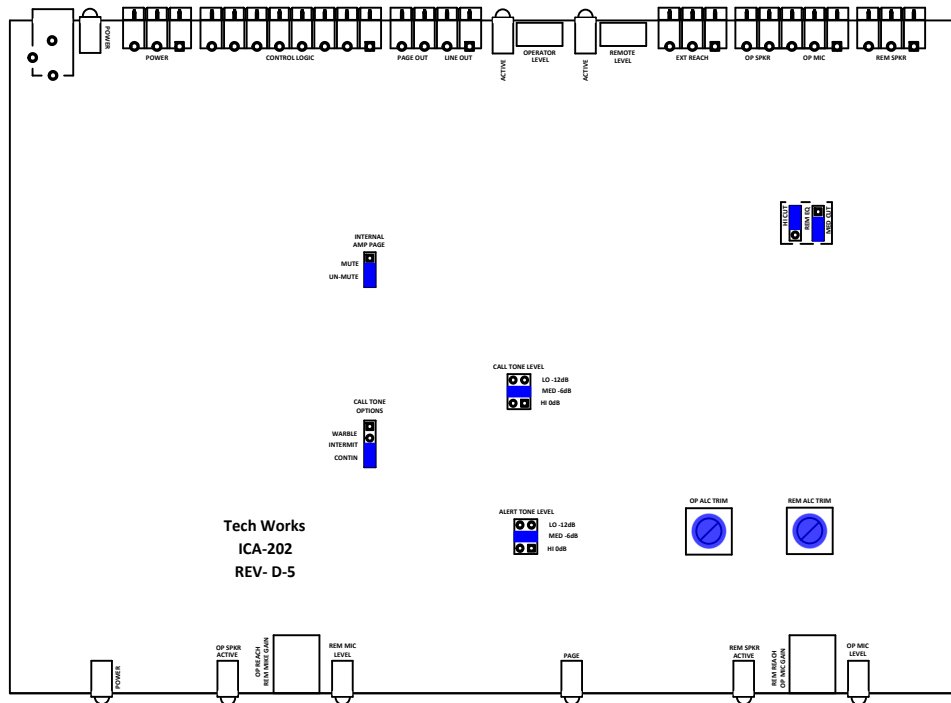 POWER
POWER
CONTROL LOGIC
PAGE OUT
LINE OUT
ACTIVE
OPERATOR
LEVEL
ACTIVE
REMOTE
LEVEL
EXT REACH
OP SPKR
OP MIC
REM SPKR
HI CUT
REM EQ
MED CUT
INTERNAL
AMP PAGE
MUTE
UN-MUTE
CALL TONE LEVEL
LO -12dB
MED -6dB
HI 0dB
CALL TONE
OPTIONS
WARBLE
INTERMIT
CONTIN
ALERT TONE LEVEL
LO -12dB
MED -6dB
HI 0dB
OP ALC TRIM
REM ALC TRIM
Tech Works
ICA-202
REV- D-5
POWER
OP SPKR
ACTIVE
OP REACH
REM MIKE GAIN
REM MIC
LEVEL
PAGE
REM SPKR
ACTIVE
REM REACH
OP MIC GAIN
OP MIC
LEVEL